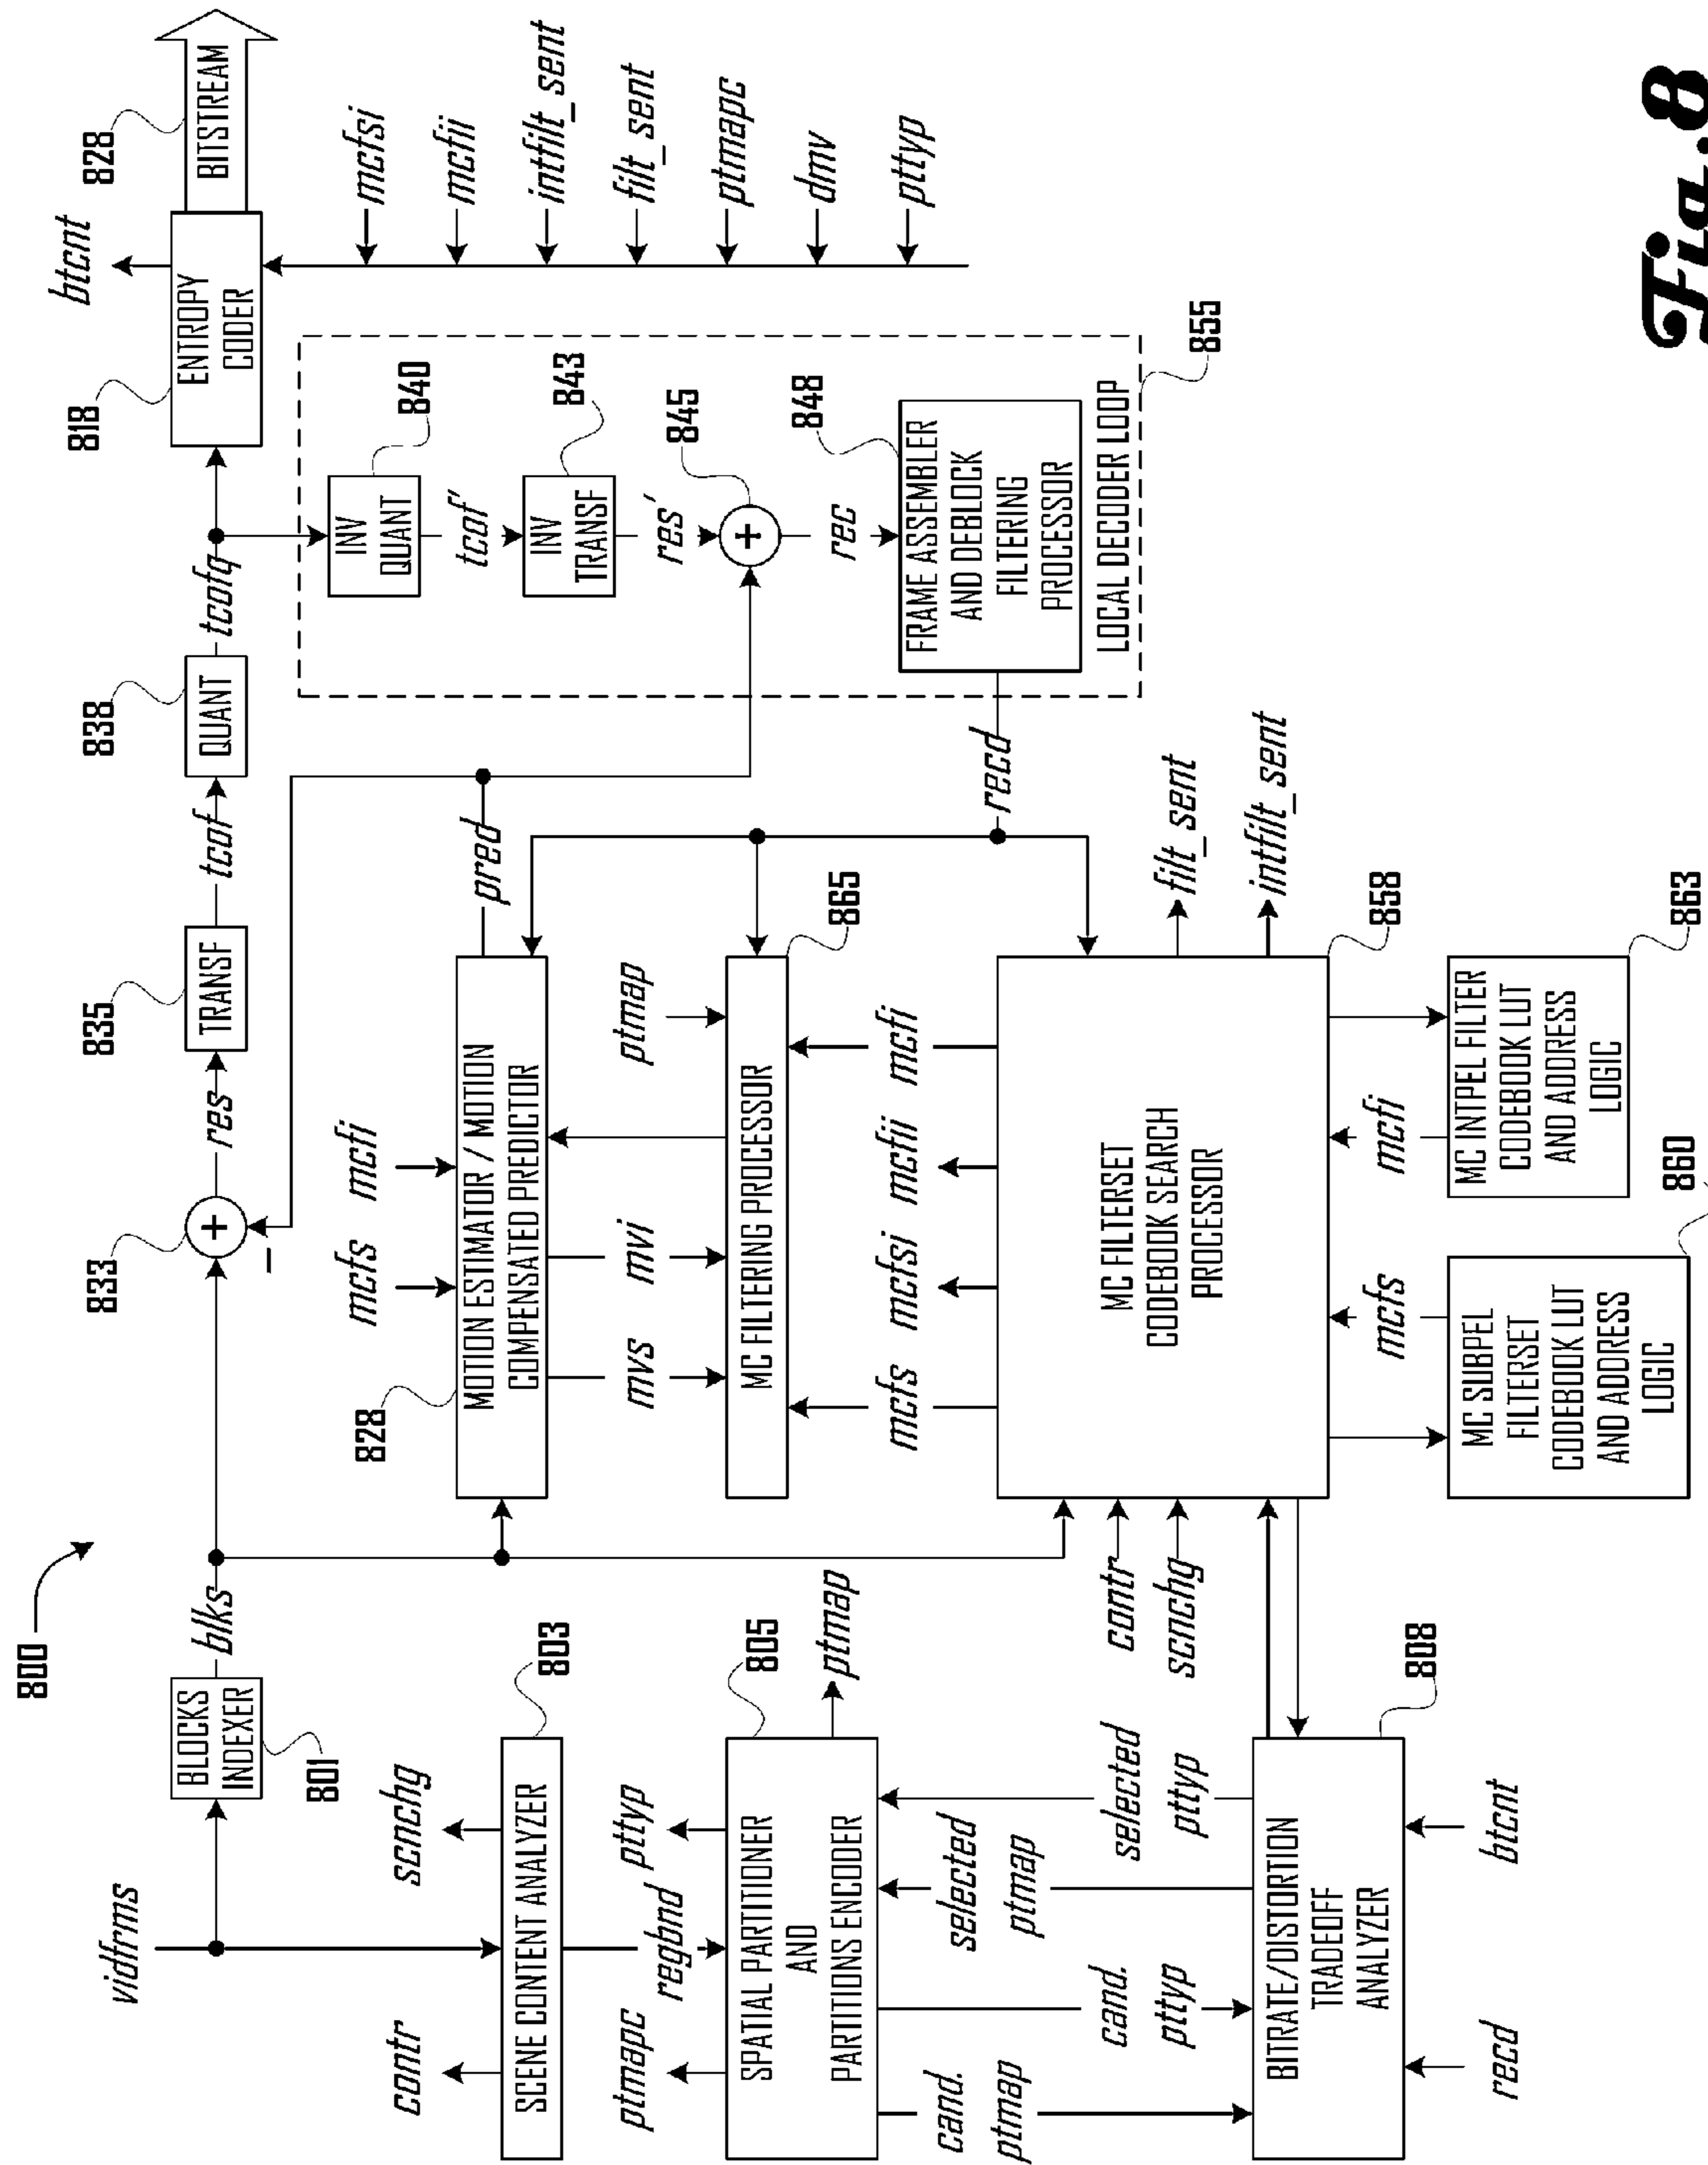 800
vidfrms
BLOCKS
INDEXER
801
blks
833
+
−
res
835
TRANSF
tcof
838
QUANT
tcofq
818
ENTROPY
CODER
btcnt
828
BITSTREAM
mcfsi
mcfii
intfilt_sent
filt_sent
ptmapc
dmv
pttyp
contr
scnchg
SCENE CONTENT ANALYZER
803
ptmapc
regbnd
pttyp
SPATIAL PARTITIONER
AND
PARTITIONS ENCODER
805
ptmap
cand.
ptmap
cand.
pttyp
selected
ptmap
selected
pttyp
BITRATE/DISTORTION
TRADEOFF
ANALYZER
808
recd
btcnt
mcfs
mcfi
828
MOTION ESTIMATOR / MOTION
COMPENSATED PREDICTOR
pred
mvs
mvi
ptmap
MC FILTERING PROCESSOR
865
mcfs
mcfsi
mcfii
mcfi
contr
scnchg
MC FILTERSET
CODEBOOK SEARCH
PROCESSOR
858
filt_sent
intfilt_sent
mcfs
mcfi
MC SUBPEL
FILTERSET
CODEBOOK LUT
AND ADDRESS
LOGIC
860
MC INTPEL FILTER
CODEBOOK LUT
AND ADDRESS
LOGIC
863
INV
QUANT
840
tcof'
INV
TRANSF
843
res'
+
845
rec
848
FRAME ASSEMBLER
AND DEBLOCK
FILTERING
PROCESSOR
LOCAL DECODER LOOP
855
recd
Fig.8